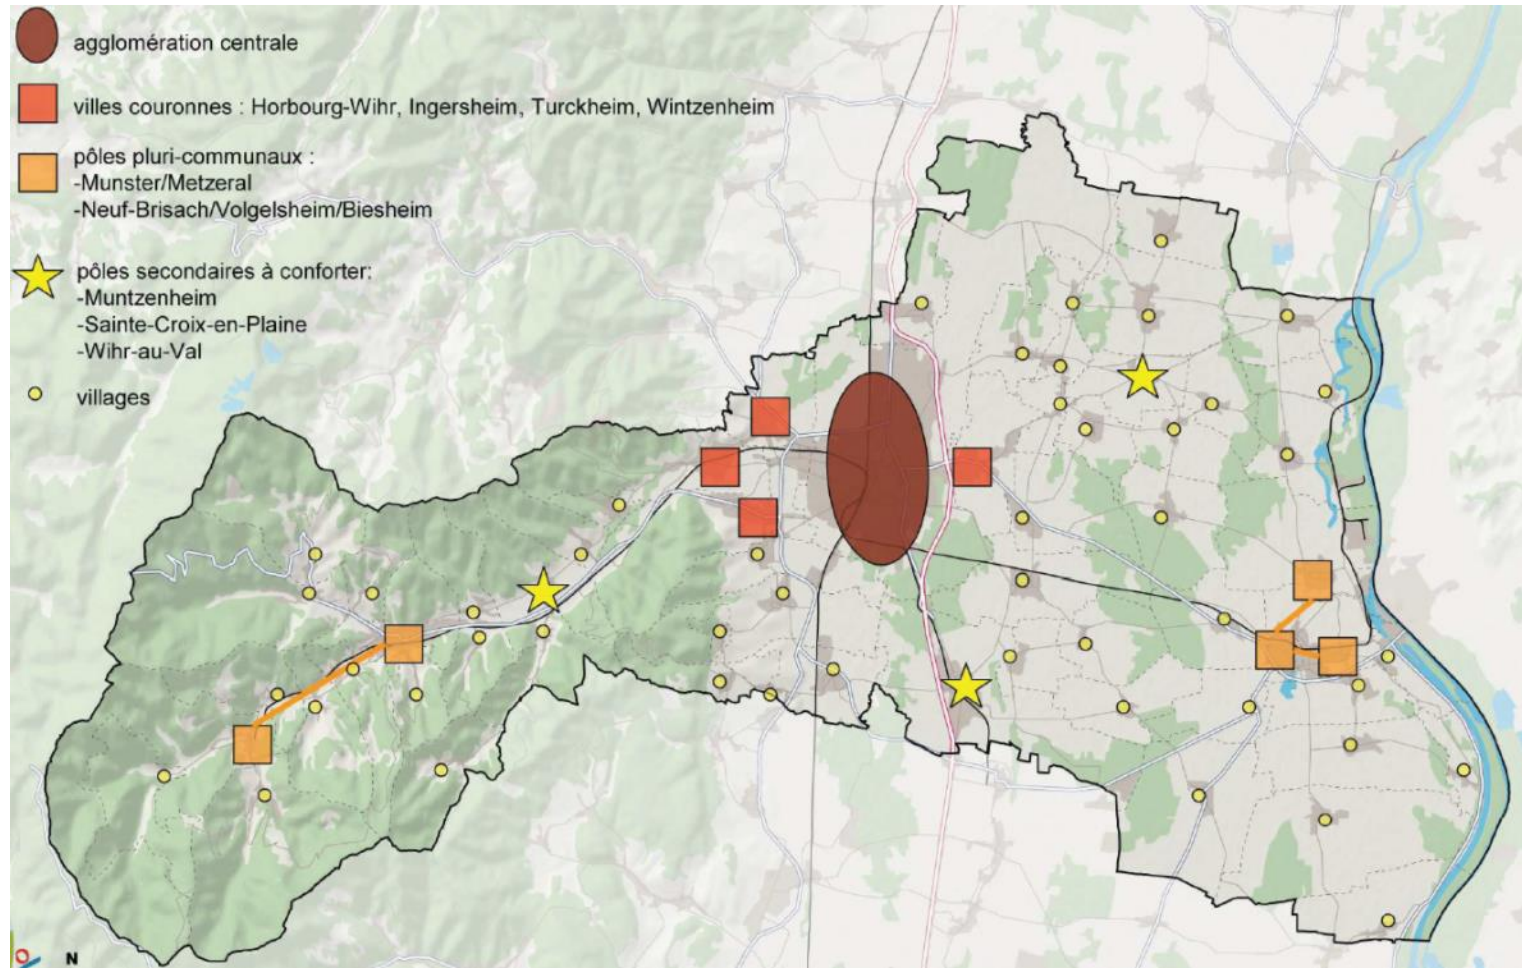 agglomération centrale
villes couronnes : Horbourg-Wihr, Ingersheim, Turckheim, Wintzenheim
pôles pluri-communaux :
-Munster/Metzeral
-Neuf-Brisach/Volgelsheim/Biesheim
pôles secondaires à conforter:
-Muntzenheim
-Sainte-Croix-en-Plaine
-Wihr-au-Val
villages
N